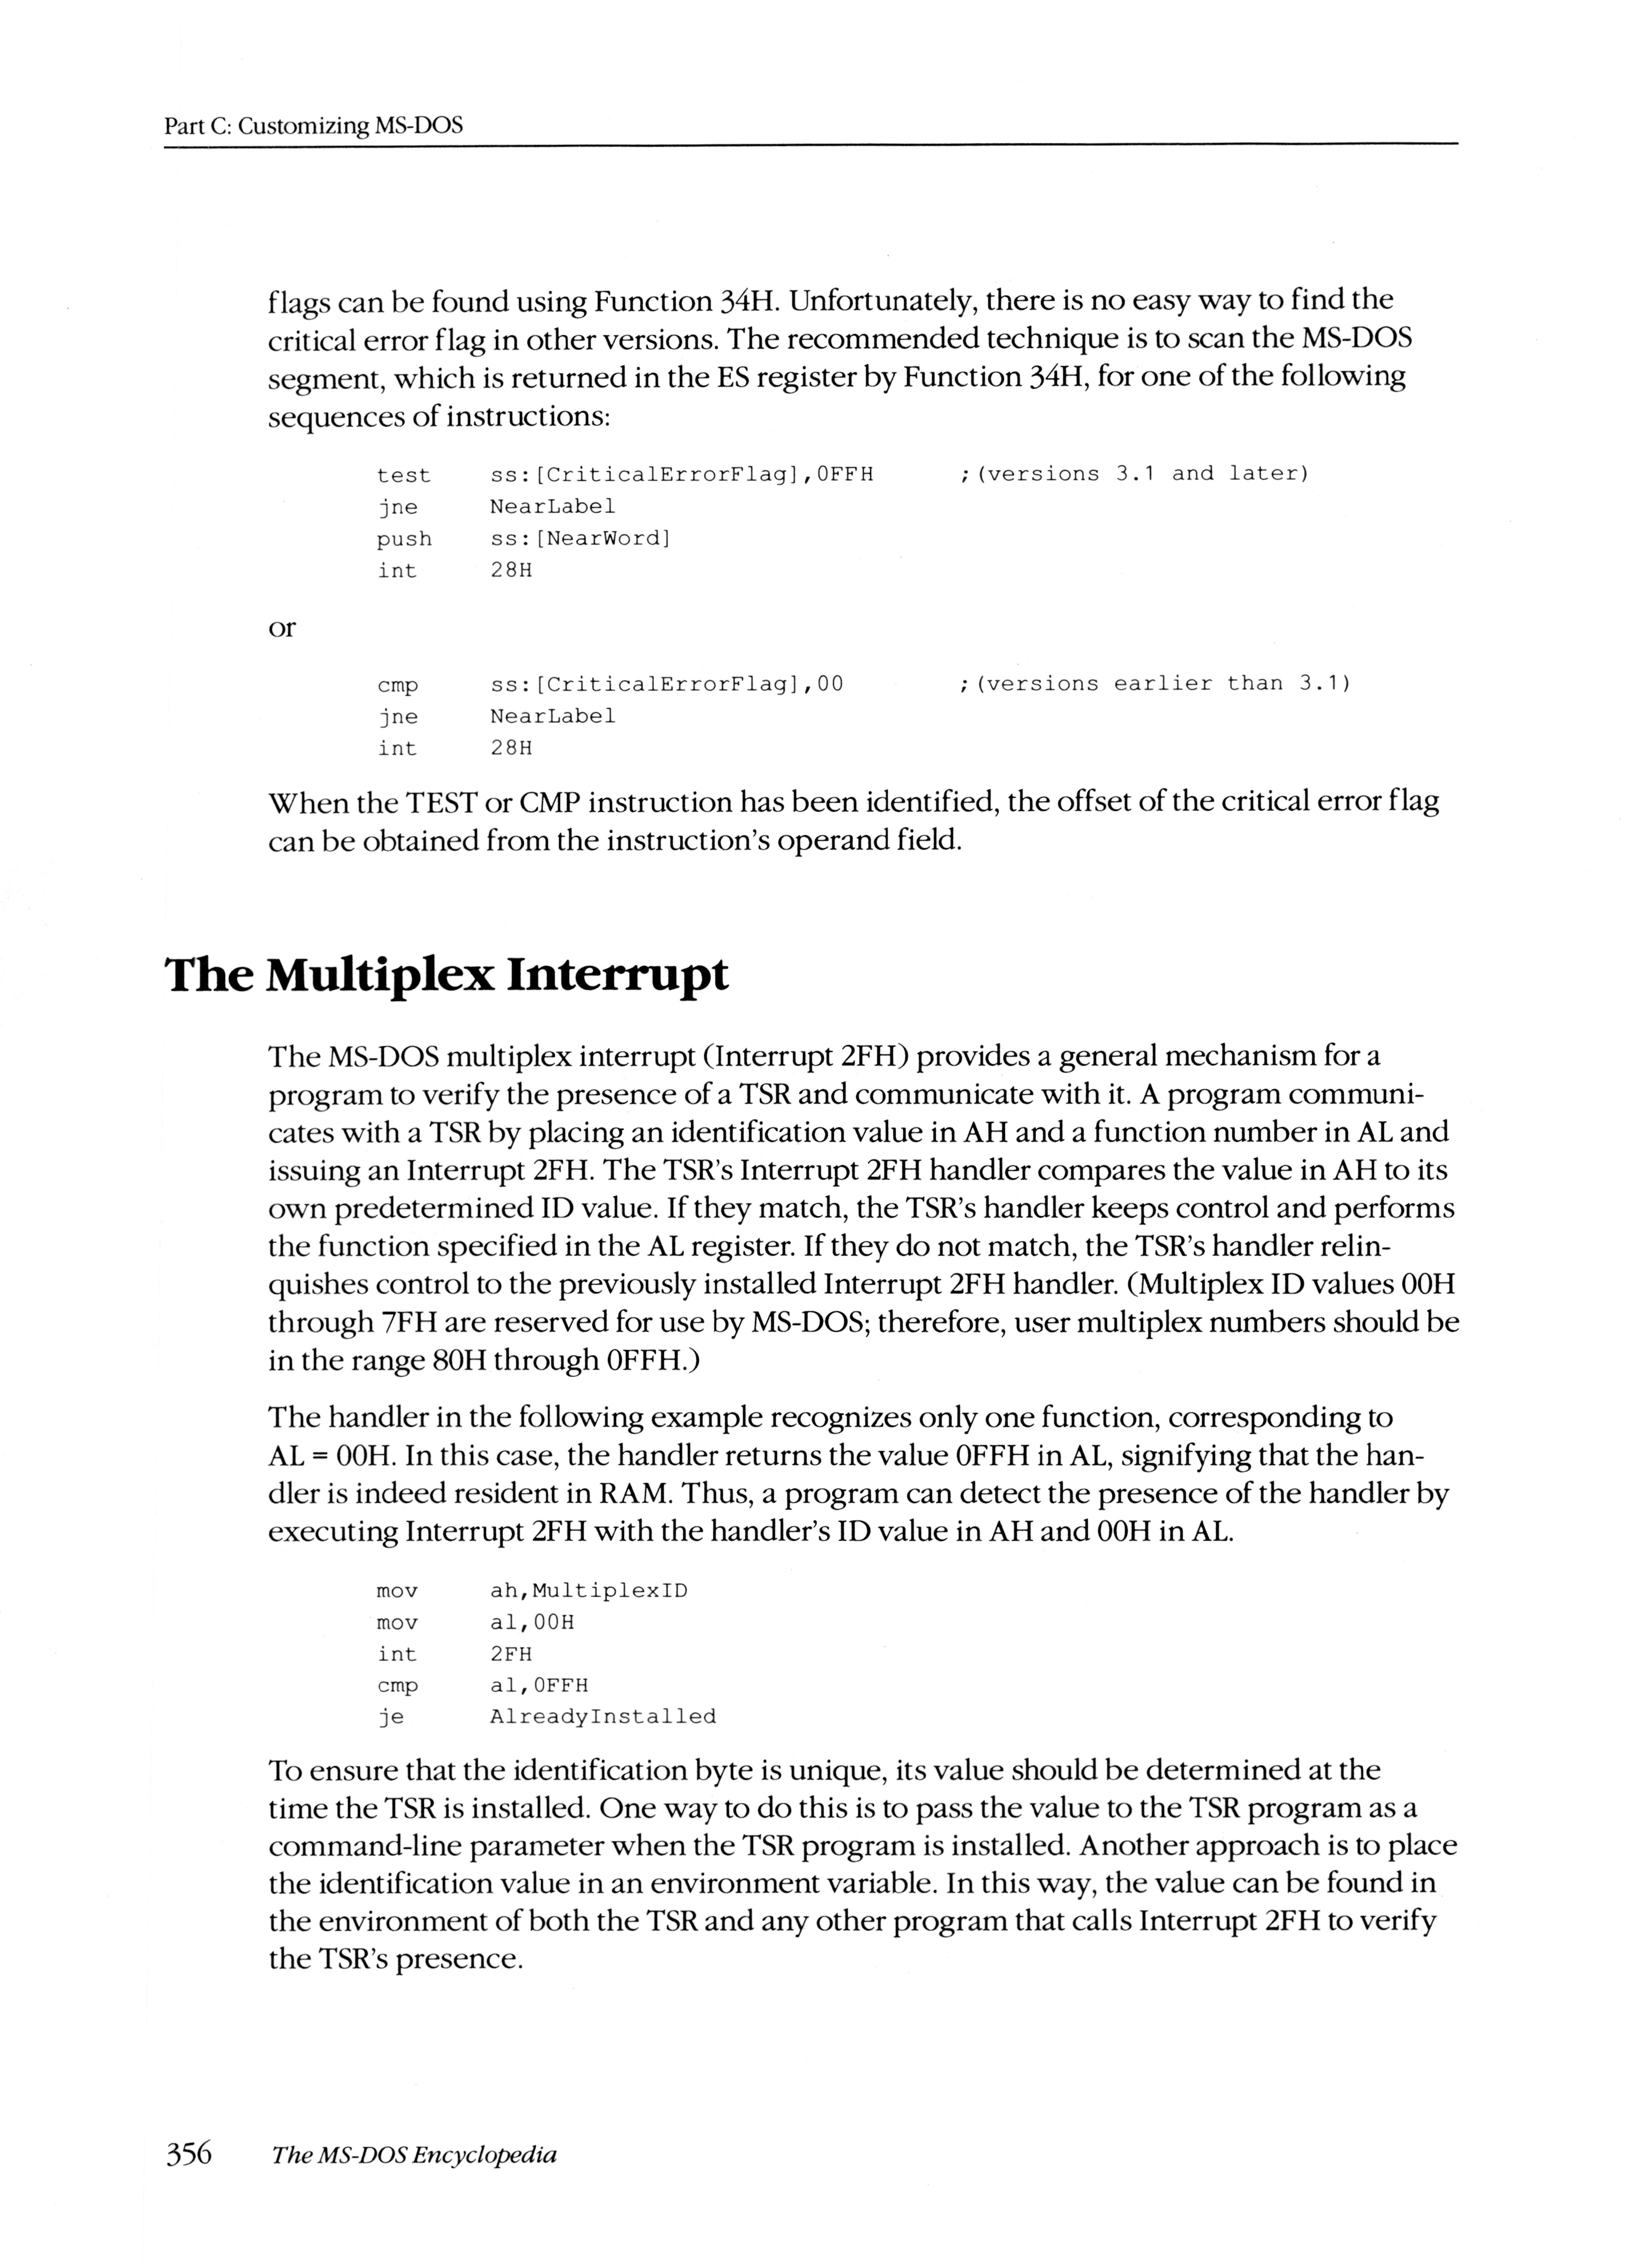 Part C: Customizing MS-DOS
flags can be found using Function 34H. Unfortunately, there is no easy way to find the
critical error flag in other versions. The recommended technique is to scan the MS-DOS
segment, which is returned in the ES register by Function 34H, for one of the following
sequences of instructions:
test ss:[CriticalErrorFlag],0FFH ;(versions 3.1 and later)
jne NearLabel
push ss:[NearWord]
int 28H
or
cmp ss:[CriticalErrorFlag],00 ;(versions earlier than 3.1)
jne NearLabel
int 28H
When the TEST or CMP instruction has been identified, the offset of the critical error flag
can be obtained from the instruction's operand field.
The Multiplex Interrupt
The MS-DOS multiplex interrupt (Interrupt 2FH) provides a general mechanism for a
program to verify the presence of a TSR and communicate with it. A program communi-
cates with a TSR by placing an identification value in AH and a function number in AL and
issuing an Interrupt 2FH. The TSR's Interrupt 2FH handler compares the value in AH to its
own predetermined ID value. If they match, the TSR's handler keeps control and performs
the function specified in the AL register. If they do not match, the TSR's handler relin-
quishes control to the previously installed Interrupt 2FH handler. (Multiplex ID values 00H
through 7FH are reserved for use by MS-DOS; therefore, user multiplex numbers should be
in the range 80H through 0FFH.)
The handler in the following example recognizes only one function, corresponding to
AL = 00H. In this case, the handler returns the value 0FFH in AL, signifying that the han-
dler is indeed resident in RAM. Thus, a program can detect the presence of the handler by
executing Interrupt 2FH with the handler's ID value in AH and 00H in AL.
mov ah,MultiplexID
mov al,00H
int 2FH
cmp al,0FFH
je AlreadyInstalled
To ensure that the identification byte is unique, its value should be determined at the
time the TSR is installed. One way to do this is to pass the value to the TSR program as a
command-line parameter when the TSR program is installed. Another approach is to place
the identification value in an environment variable. In this way, the value can be found in
the environment of both the TSR and any other program that calls Interrupt 2FH to verify
the TSR's presence.
356 The MS-DOS Encyclopedia